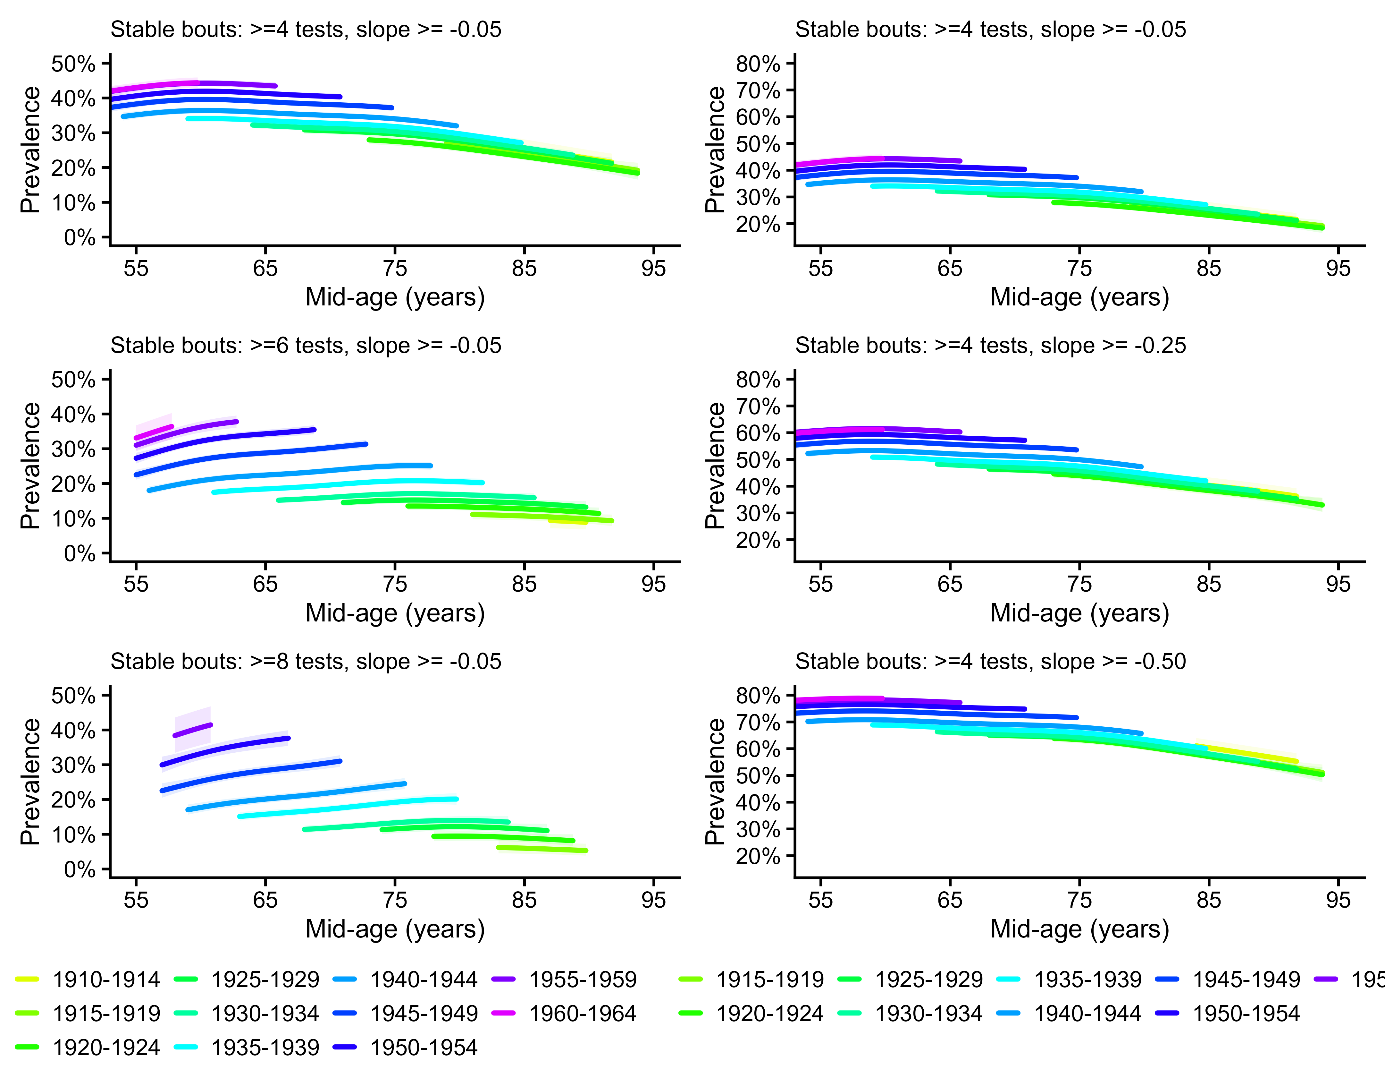 Stable bouts: >=4 tests, slope >= -0.05
50%
40%
30%
20%
10%
0%
Prevalence
55 65 75 85 95
Mid-age (years)
Stable bouts: >=4 tests, slope >= -0.05
80%
70%
60%
50%
40%
30%
20%
Prevalence
55 65 75 85 95
Mid-age (years)
Stable bouts: >=6 tests, slope >= -0.05
50%
40%
30%
20%
10%
0%
Prevalence
55 65 75 85 95
Mid-age (years)
Stable bouts: >=4 tests, slope >= -0.25
80%
70%
60%
50%
40%
30%
20%
Prevalence
55 65 75 85 95
Mid-age (years)
Stable bouts: >=8 tests, slope >= -0.05
50%
40%
30%
20%
10%
0%
Prevalence
55 65 75 85 95
Mid-age (years)
Stable bouts: >=4 tests, slope >= -0.50
80%
70%
60%
50%
40%
30%
20%
Prevalence
55 65 75 85 95
Mid-age (years)
1910-1914 1925-1929 1940-1944 1955-1959
1915-1919 1930-1934 1945-1949 1960-1964
1920-1924 1935-1939 1950-1954
1915-1919 1925-1929 1935-1939 1945-1949
1920-1924 1930-1934 1940-1944 1950-1954